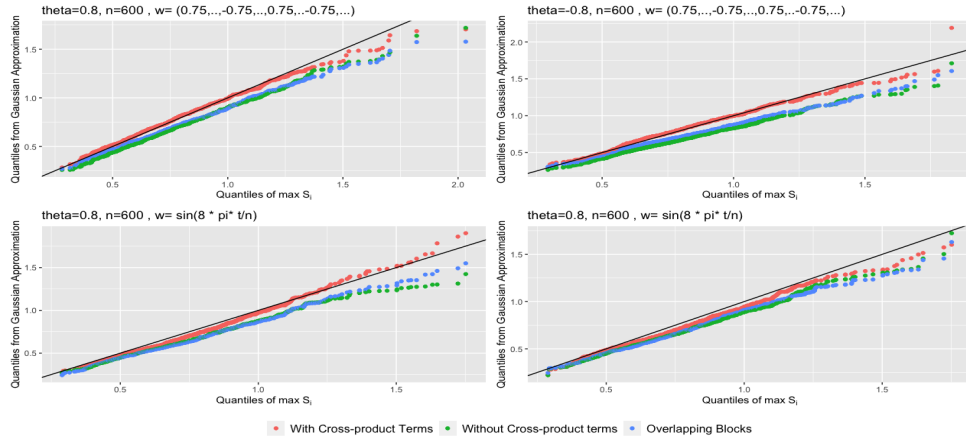 theta=0.8, n=600 , w= (0.75,..,-0.75,..,0.75,..-0.75,...)
Quantiles from Gaussian Approximation
1.5
1.0
0.5
0.5
1.0
1.5
2.0
Quantiles of max Si
theta=-0.8, n=600, w= (0.75,..,-0.75,..,0.75,..-0.75,...)
Quantiles from Gaussian Approximation
2.0
1.5
1.0
0.5
0.5
1.0
1.5
Quantiles of max Si
theta=0.8, n=600 , w= sin(8 * pi* t/n)
Quantiles from Gaussian Approximation
1.5
1.0
0.5
0.5
1.0
1.5
Quantiles of max Si
theta=0.8, n=600 , w= sin(8 * pi* t/n)
Quantiles from Gaussian Approximation
1.5
1.0
0.5
0.5
1.0
1.5
Quantiles of max Si
With Cross-product Terms
Without Cross-product terms
Overlapping Blocks